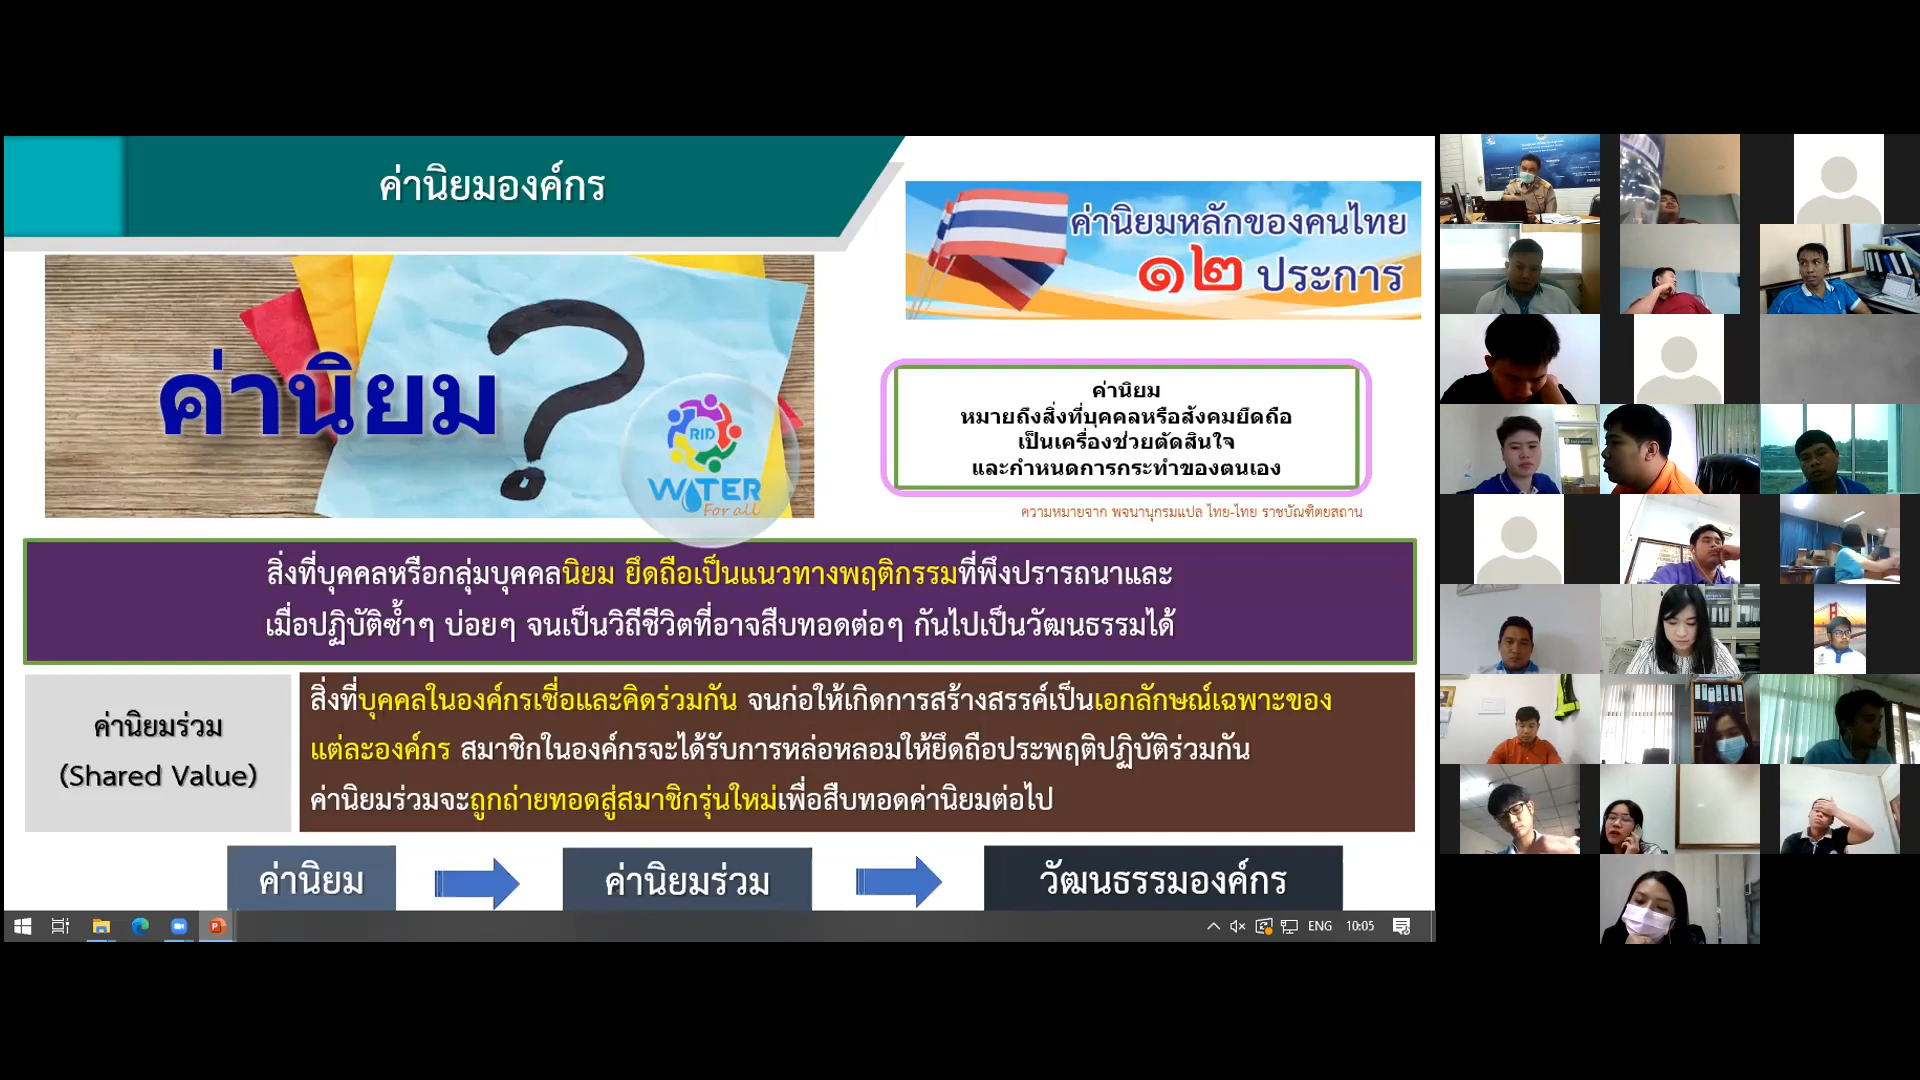 ค่านิยมองค์กร
ค่านิยมหลักของคนไทย
๑๒ ประการ
ค่านิยม
RID
WATER
For all
ค่านิยม
หมายถึงสิ่งที่บุคคลหรือสังคมยึดถือ
เป็นเครื่องช่วยตัดสินใจ
และกำหนดการกระทำของตนเอง
ความหมายจาก พจนานุกรมแปล ไทย-ไทย ราชบัณฑิตยสถาน
สิ่งที่บุคคลหรือกลุ่มบุคคลนิยม ยึดถือเป็นแนวทางพฤติกรรมที่พึงปรารถนาและ
เมื่อปฏิบัติซ้ำๆ บ่อยๆ จนเป็นวิถีชีวิตที่อาจสืบทอดต่อๆ กันไปเป็นวัฒนธรรมได้
ค่านิยมร่วม
(Shared Value)
สิ่งที่บุคคลในองค์กรเชื่อและคิดร่วมกัน จนก่อให้เกิดการสร้างสรรค์เป็นเอกลักษณ์เฉพาะของ
แต่ละองค์กร สมาชิกในองค์กรจะได้รับการหล่อหลอมให้ยึดถือประพฤติปฏิบัติร่วมกัน
ค่านิยมร่วมจะถูกถ่ายทอดสู่สมาชิกรุ่นใหม่เพื่อสืบทอดค่านิยมต่อไป
ค่านิยม
ค่านิยมร่วม
วัฒนธรรมองค์กร
ENG
10:05